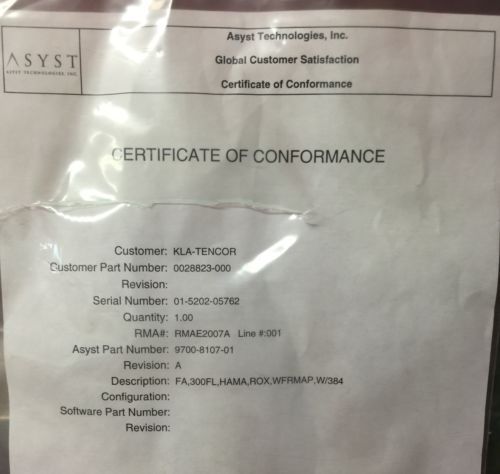 ASYST
ASYST TECHNOLOGIES, INC.
Asyst Technologies, Inc.
Global Customer Satisfaction
Certificate of Conformance
CERTIFICATE OF CONFORMANCE
Customer: KLA-TENCOR
Customer Part Number: 0028823-000
Revision:
Serial Number: 01-5202-05762
Quantity: 1.00
RMA#: RMAE2007A Line #:001
Asyst Part Number: 9700-8107-01
Revision: A
Description: FA,300FL,HAMA,ROX,WFRMAP,W/384
Configuration:
Software Part Number:
Revision: